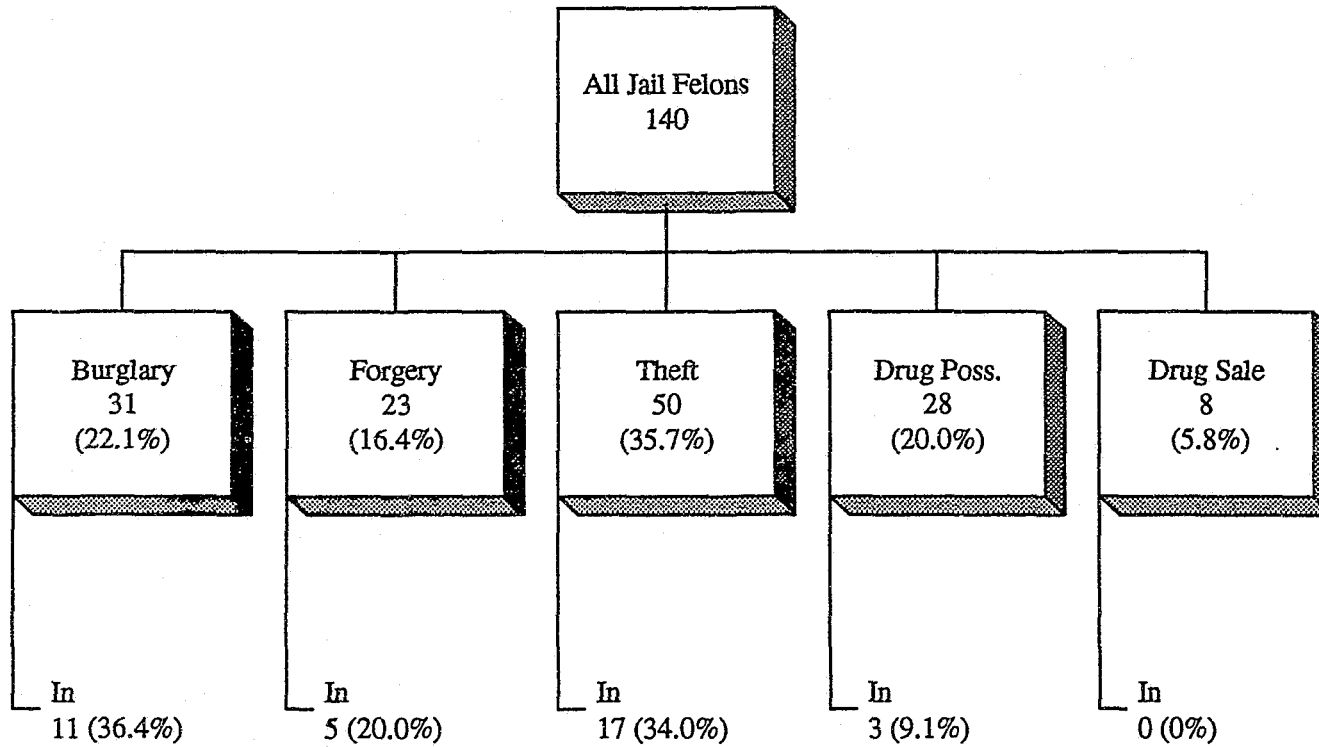 All Jail Felons
140
Burglary
31
(22.1%)
Forgery
23
(16.4%)
Theft
50
(35.7%)
Drug Poss.
28
(20.0%)
Drug Sale
8
(5.8%)
In
11 (36.4%)
In
5 (20.0%)
In
17 (34.0%)
In
3 (9.1%)
In
0 (0%)